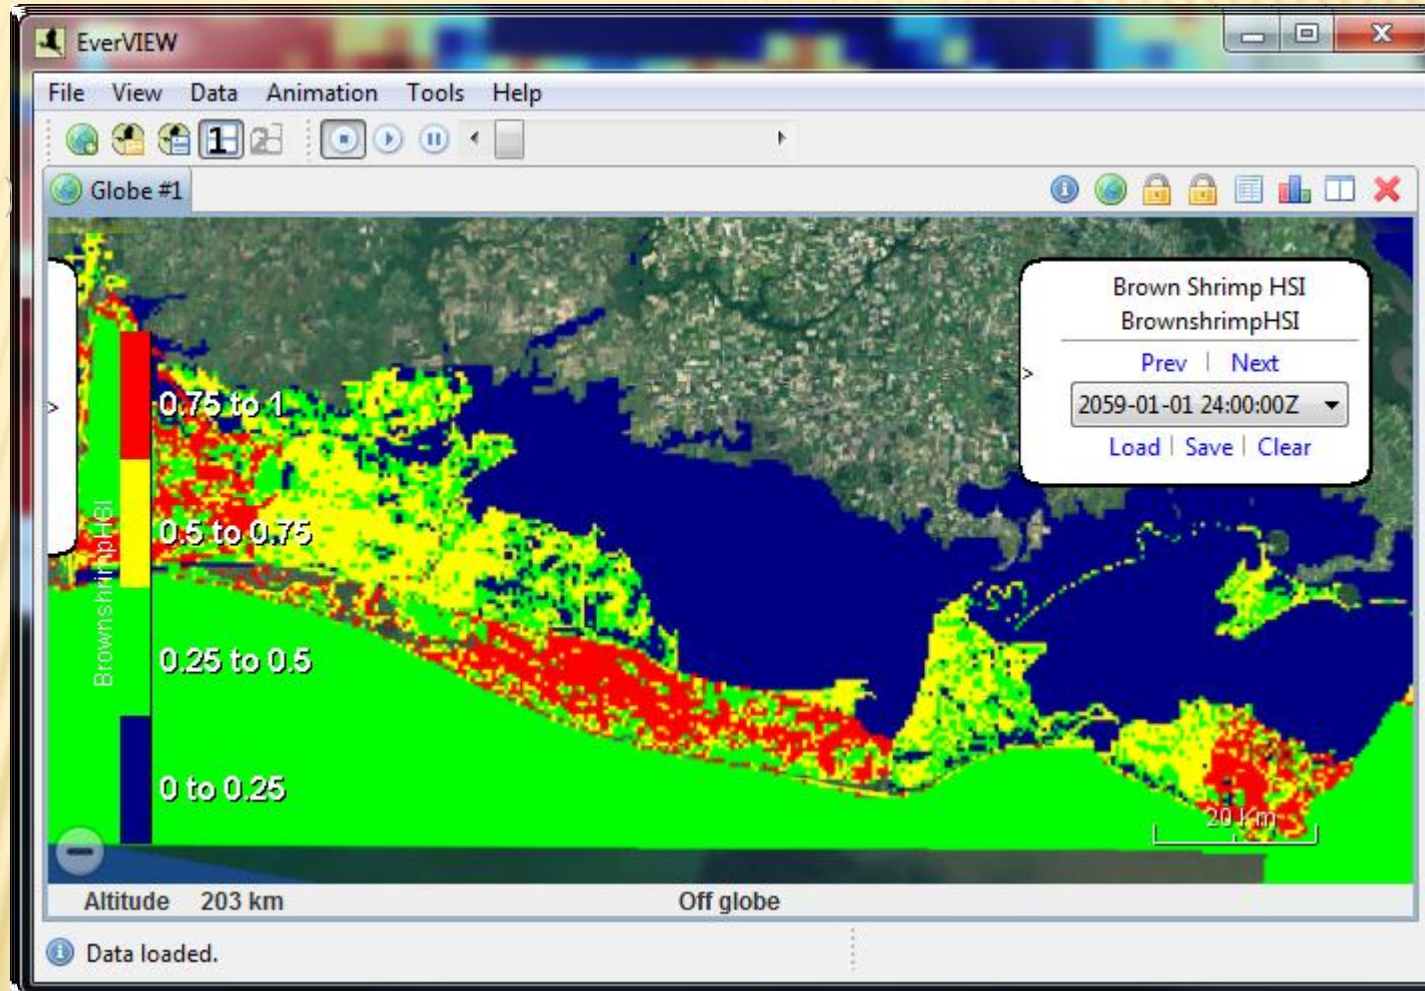 EverVIEW
File View Data Animation Tools Help
1 2
Globe #1
Brown Shrimp HSI
BrownshrimpHSI
Prev | Next
2059-01-01 24:00:00Z
Load | Save | Clear
>
>
BrownshrimpHSI
0.75 to 1
0.5 to 0.75
0.25 to 0.5
0 to 0.25
20 Km
Altitude 203 km Off globe
Data loaded.